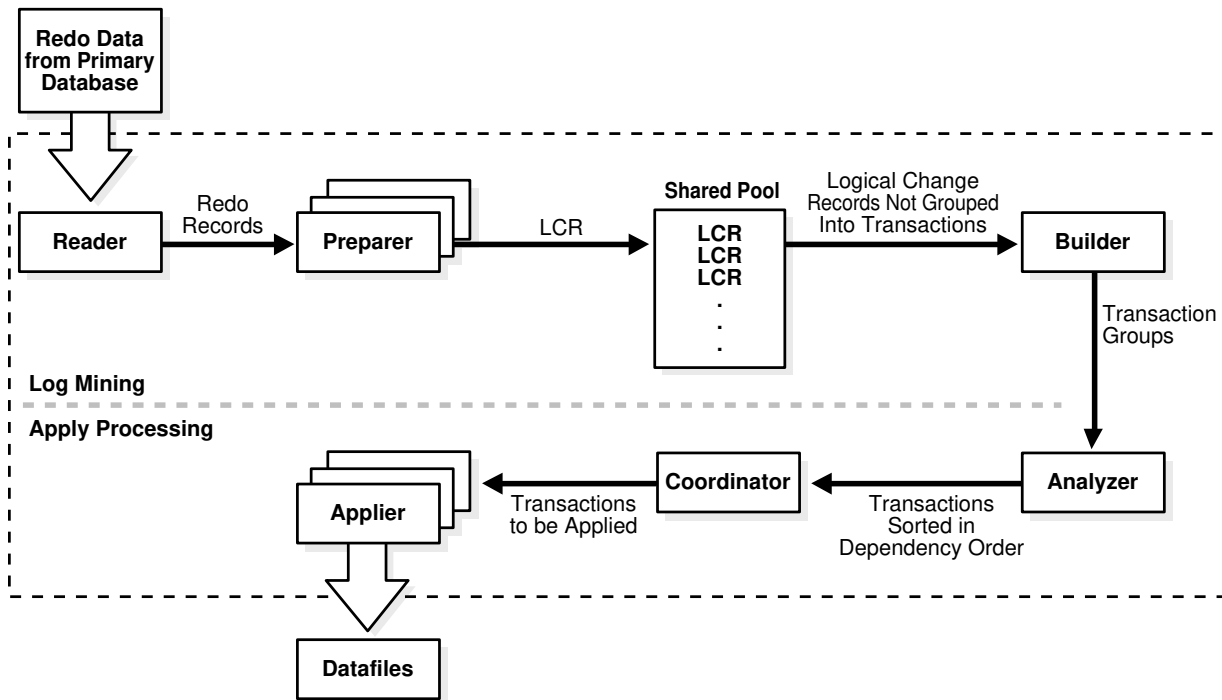 Redo Data
from Primary
Database
Reader
Redo
Records
Preparer
LCR
Shared Pool
LCR
LCR
LCR
.
.
.
Logical Change
Records Not Grouped
Into Transactions
Builder
Transaction
Groups
Log Mining
Apply Processing
Applier
Transactions
to be Applied
Coordinator
Transactions
Sorted in
Dependency Order
Analyzer
Datafiles